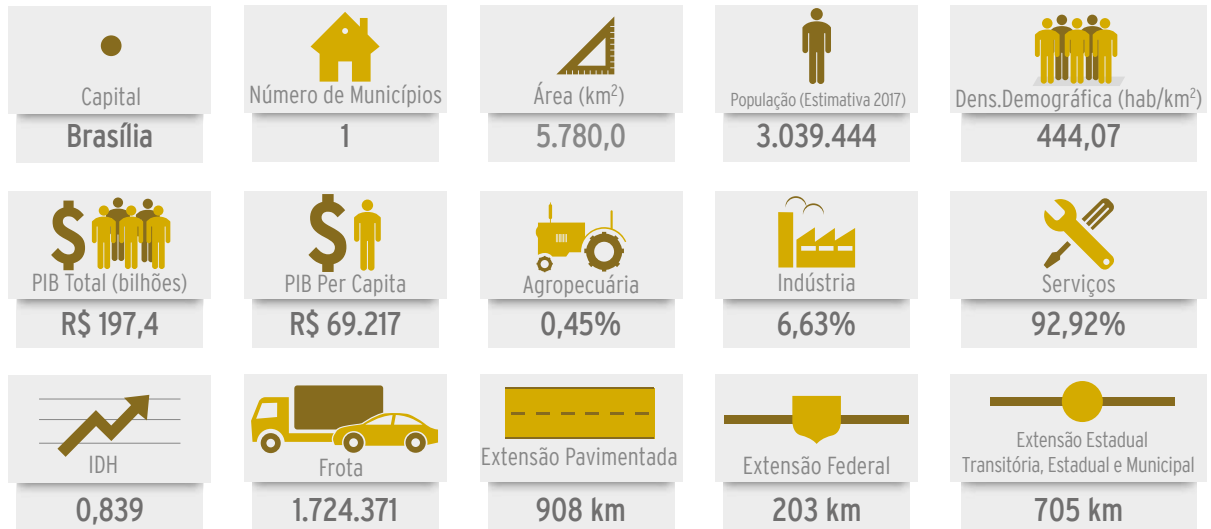 Capital
Brasília
Número de Municípios
1
Área (km²)
5.780,0
População (Estimativa 2017)
3.039.444
Dens.Demográfica (hab/km²)
444,07
PIB Total (bilhões)
R$ 197,4
PIB Per Capita
R$ 69.217
Agropecuária
0,45%
Indústria
6,63%
Serviços
92,92%
IDH
0,839
Frota
1.724.371
Extensão Pavimentada
908 km
Extensão Federal
203 km
Extensão Estadual
Transitória, Estadual e Municipal
705 km